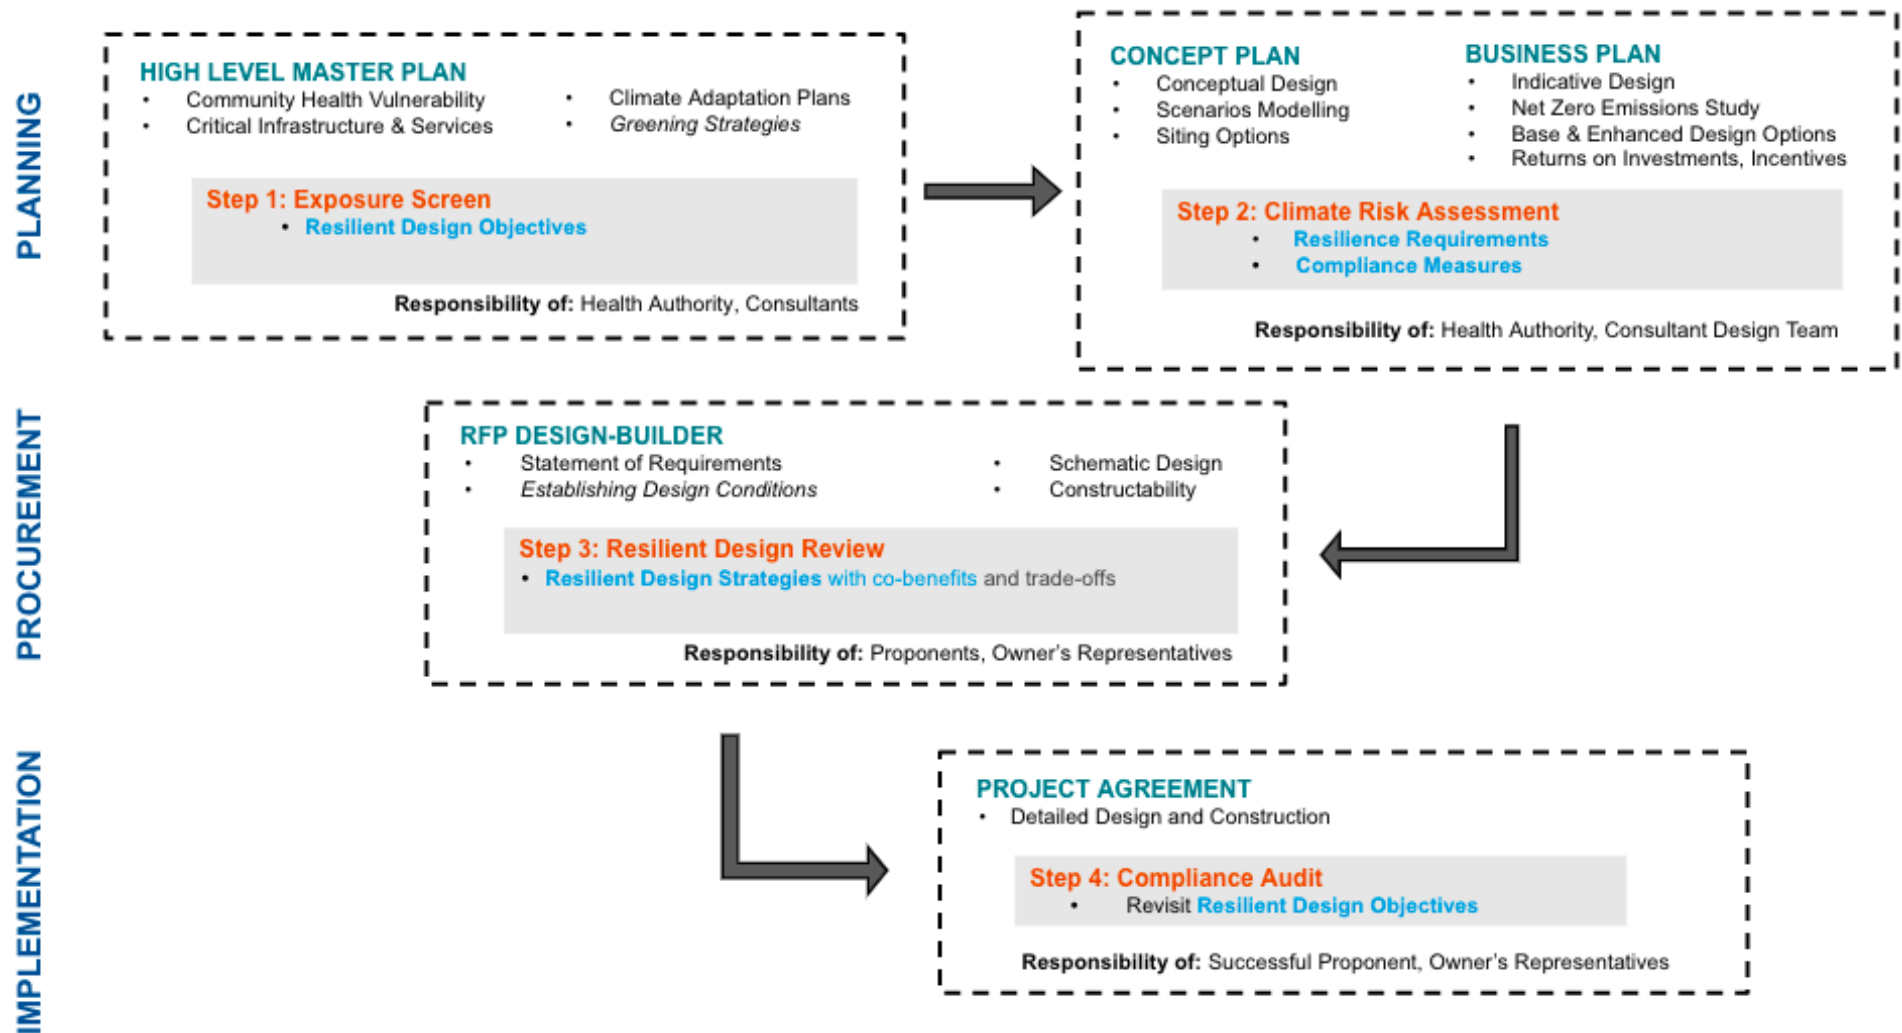 PLANNING
HIGH LEVEL MASTER PLAN
• Community Health Vulnerability
• Critical Infrastructure & Services
• Climate Adaptation Plans
• Greening Strategies
Step 1: Exposure Screen
• Resilient Design Objectives
Responsibility of: Health Authority, Consultants
CONCEPT PLAN
• Conceptual Design
• Scenarios Modelling
• Siting Options
BUSINESS PLAN
• Indicative Design
• Net Zero Emissions Study
• Base & Enhanced Design Options
• Returns on Investments, Incentives
Step 2: Climate Risk Assessment
• Resilience Requirements
• Compliance Measures
Responsibility of: Health Authority, Consultant Design Team
PROCUREMENT
RFP DESIGN-BUILDER
• Statement of Requirements
• Establishing Design Conditions
• Schematic Design
• Constructability
Step 3: Resilient Design Review
• Resilient Design Strategies with co-benefits and trade-offs
Responsibility of: Proponents, Owner's Representatives
IMPLEMENTATION
PROJECT AGREEMENT
• Detailed Design and Construction
Step 4: Compliance Audit
• Revisit Resilient Design Objectives
Responsibility of: Successful Proponent, Owner's Representatives